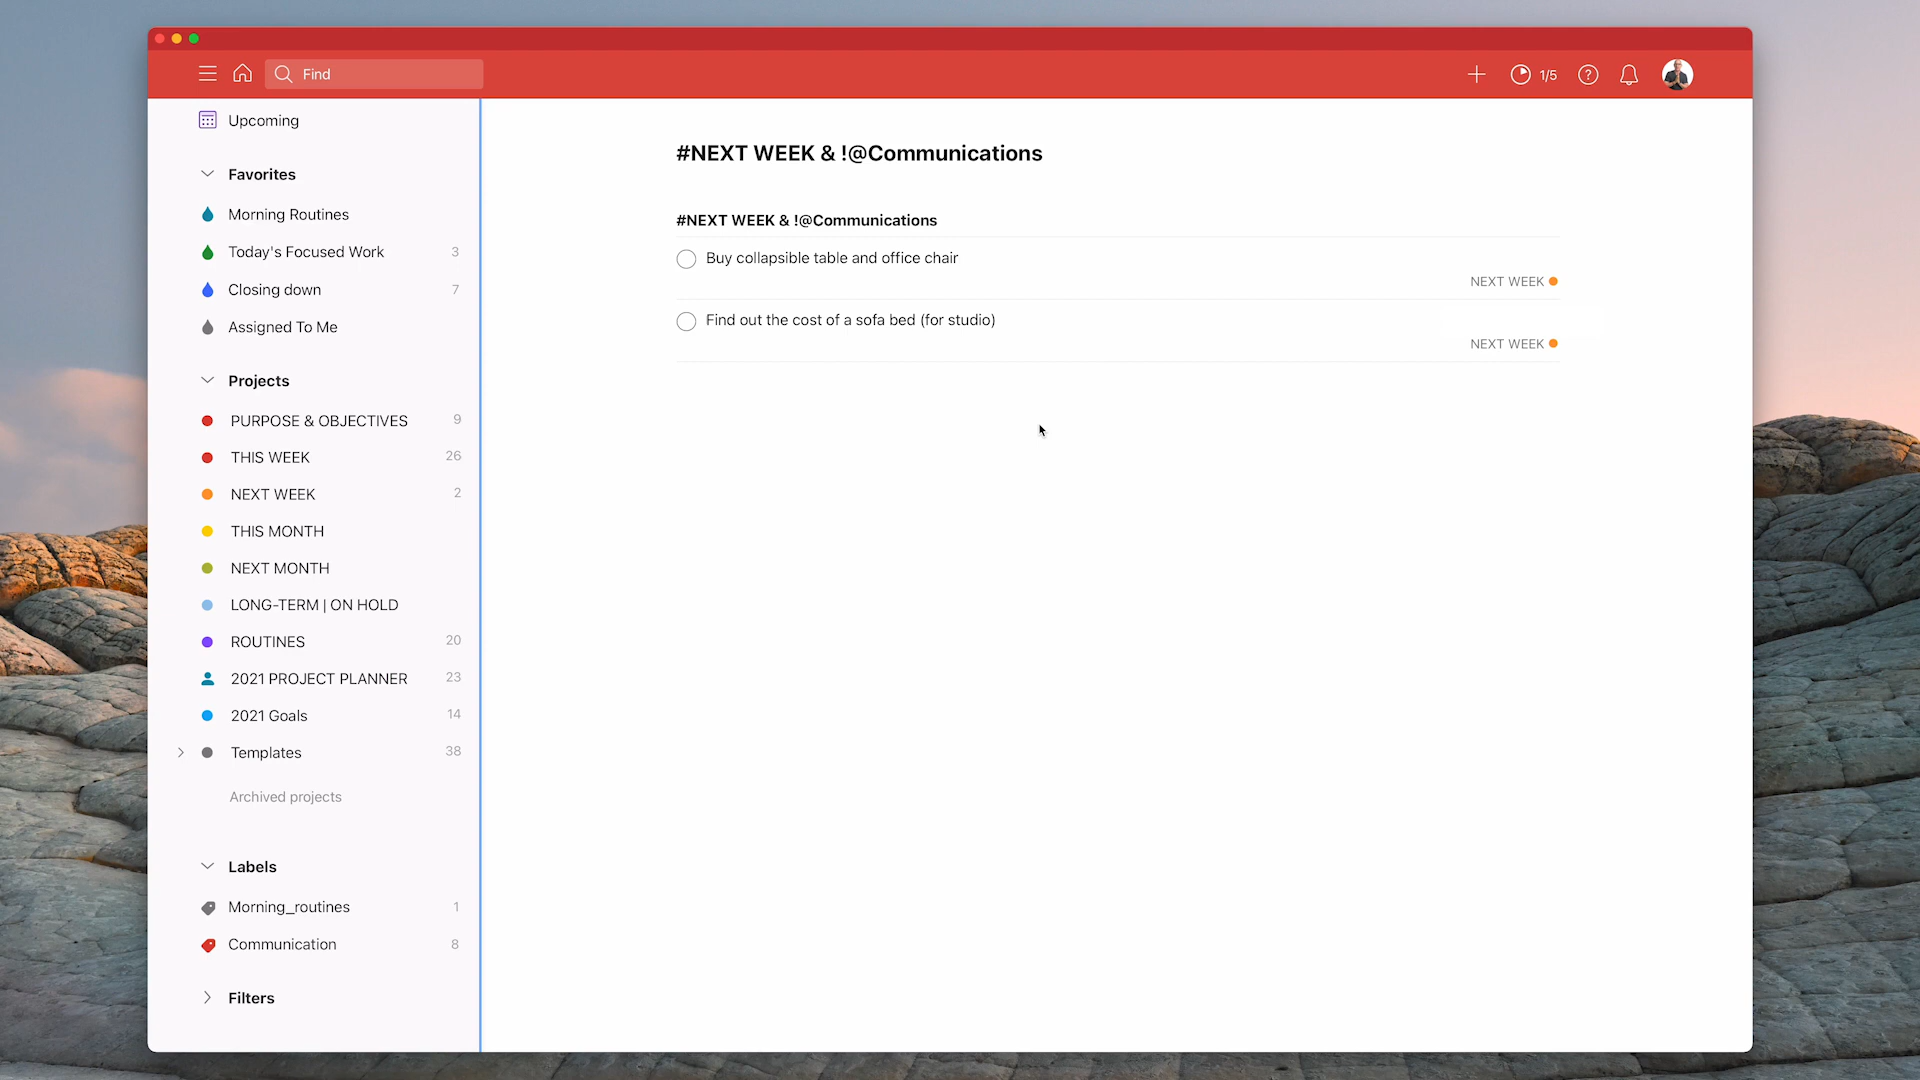 Find
1/5
Upcoming
Favorites
Morning Routines
Today's Focused Work 3
Closing down 7
Assigned To Me
Projects
PURPOSE & OBJECTIVES 9
THIS WEEK 26
NEXT WEEK 2
THIS MONTH
NEXT MONTH
LONG-TERM | ON HOLD
ROUTINES 20
2021 PROJECT PLANNER 23
2021 Goals 14
Templates 38
Archived projects
Labels
Morning_routines 1
Communication 8
Filters
#NEXT WEEK & !@Communications
#NEXT WEEK & !@Communications
Buy collapsible table and office chair
NEXT WEEK
Find out the cost of a sofa bed (for studio)
NEXT WEEK